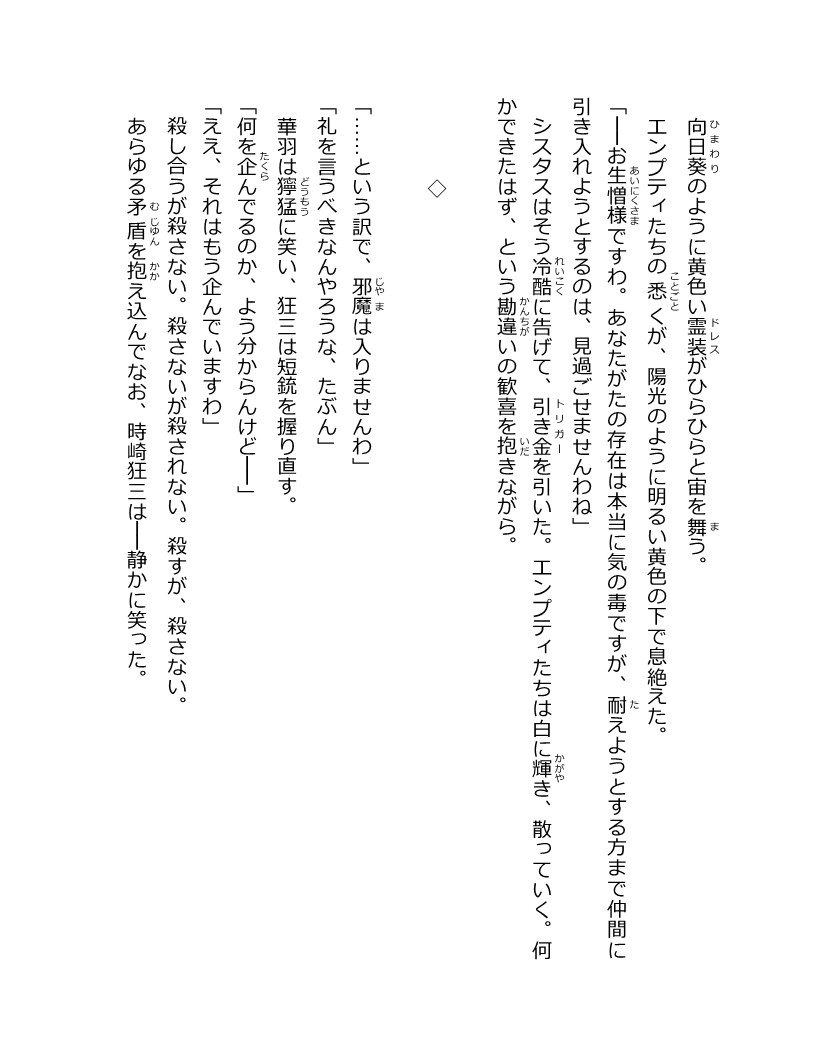 向日葵のように黄色い霊装がひらひらと宙を舞う。
エンプティたちの悉くが、陽光のように明るい黄色の下で息絶えた。
「――お生憎様ですわ。あなたがたの存在は本当に気の毒ですが、耐えようとする方まで仲間に
引き入れようとするのは、見過ごせませんわね」
シスタスはそう冷酷に告げて、引き金を引いた。エンプティたちは白に輝き、散っていく。何
かできたはず、という勘違いの歓喜を抱きながら。
◇
「……という訳で、邪魔は入りませんわ」
「礼を言うべきなんやろうな、たぶん」
華羽は獰猛に笑い、狂三は短銃を握り直す。
「何を企んでるのか、よう分からんけど――」
「ええ、それはもう企んでいますわ」
殺し合うが殺さない。殺さないが殺されない。殺すが、殺さない。
あらゆる矛盾を抱え込んでなお、時崎狂三は――静かに笑った。